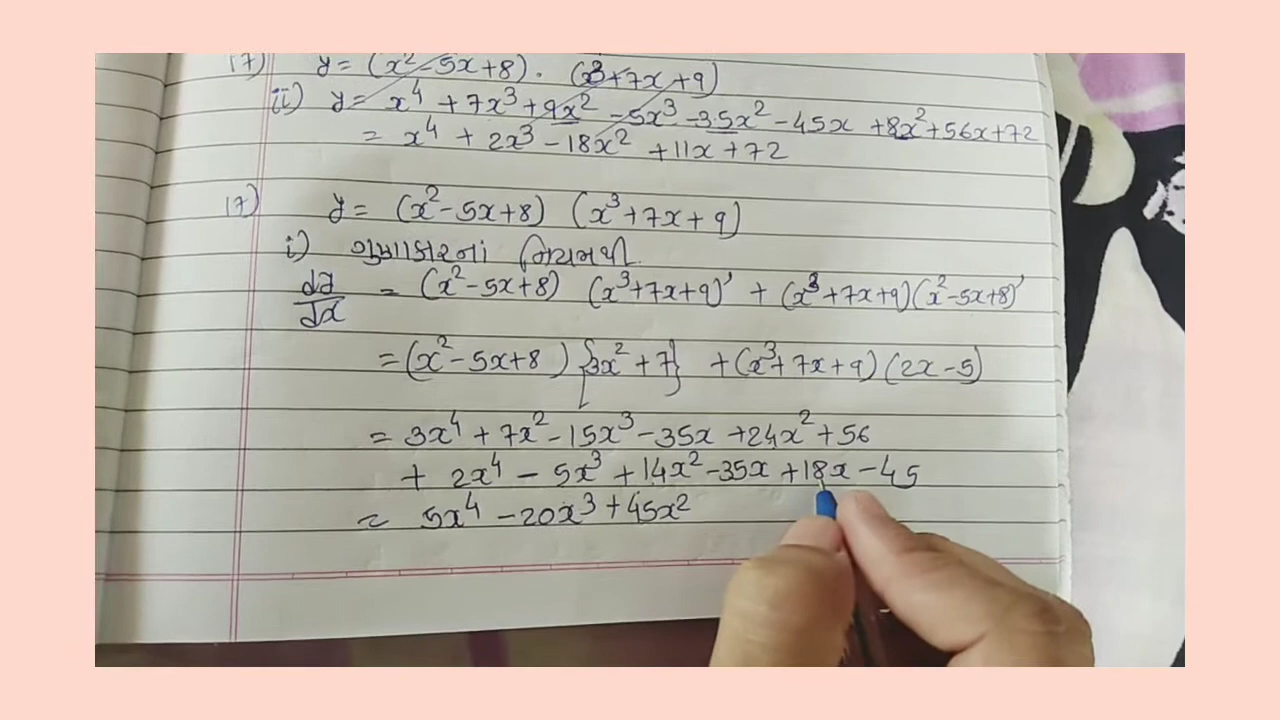 17) y = (x² - 5x + 8) . (x³ + 7x + 9)
ii) y = x⁴ + 7x³ + 9x² - 5x³ - 35x² - 45x + 8x² + 56x + 72
= x⁴ + 2x³ - 18x² + 11x + 72
17) y = (x² - 5x + 8) (x³ + 7x + 9)
i) ગુણાકારનાં નિયમથી
dy/dx = (x² - 5x + 8) (x³ + 7x + 9)' + (x³ + 7x + 9) (x² - 5x + 8)'
= (x² - 5x + 8) {3x² + 7} + (x³ + 7x + 9) (2x - 5)
= 3x⁴ + 7x² - 15x³ - 35x + 24x² + 56
+ 2x⁴ - 5x³ + 14x² - 35x + 18x - 45
= 5x⁴ - 20x³ + 45x²